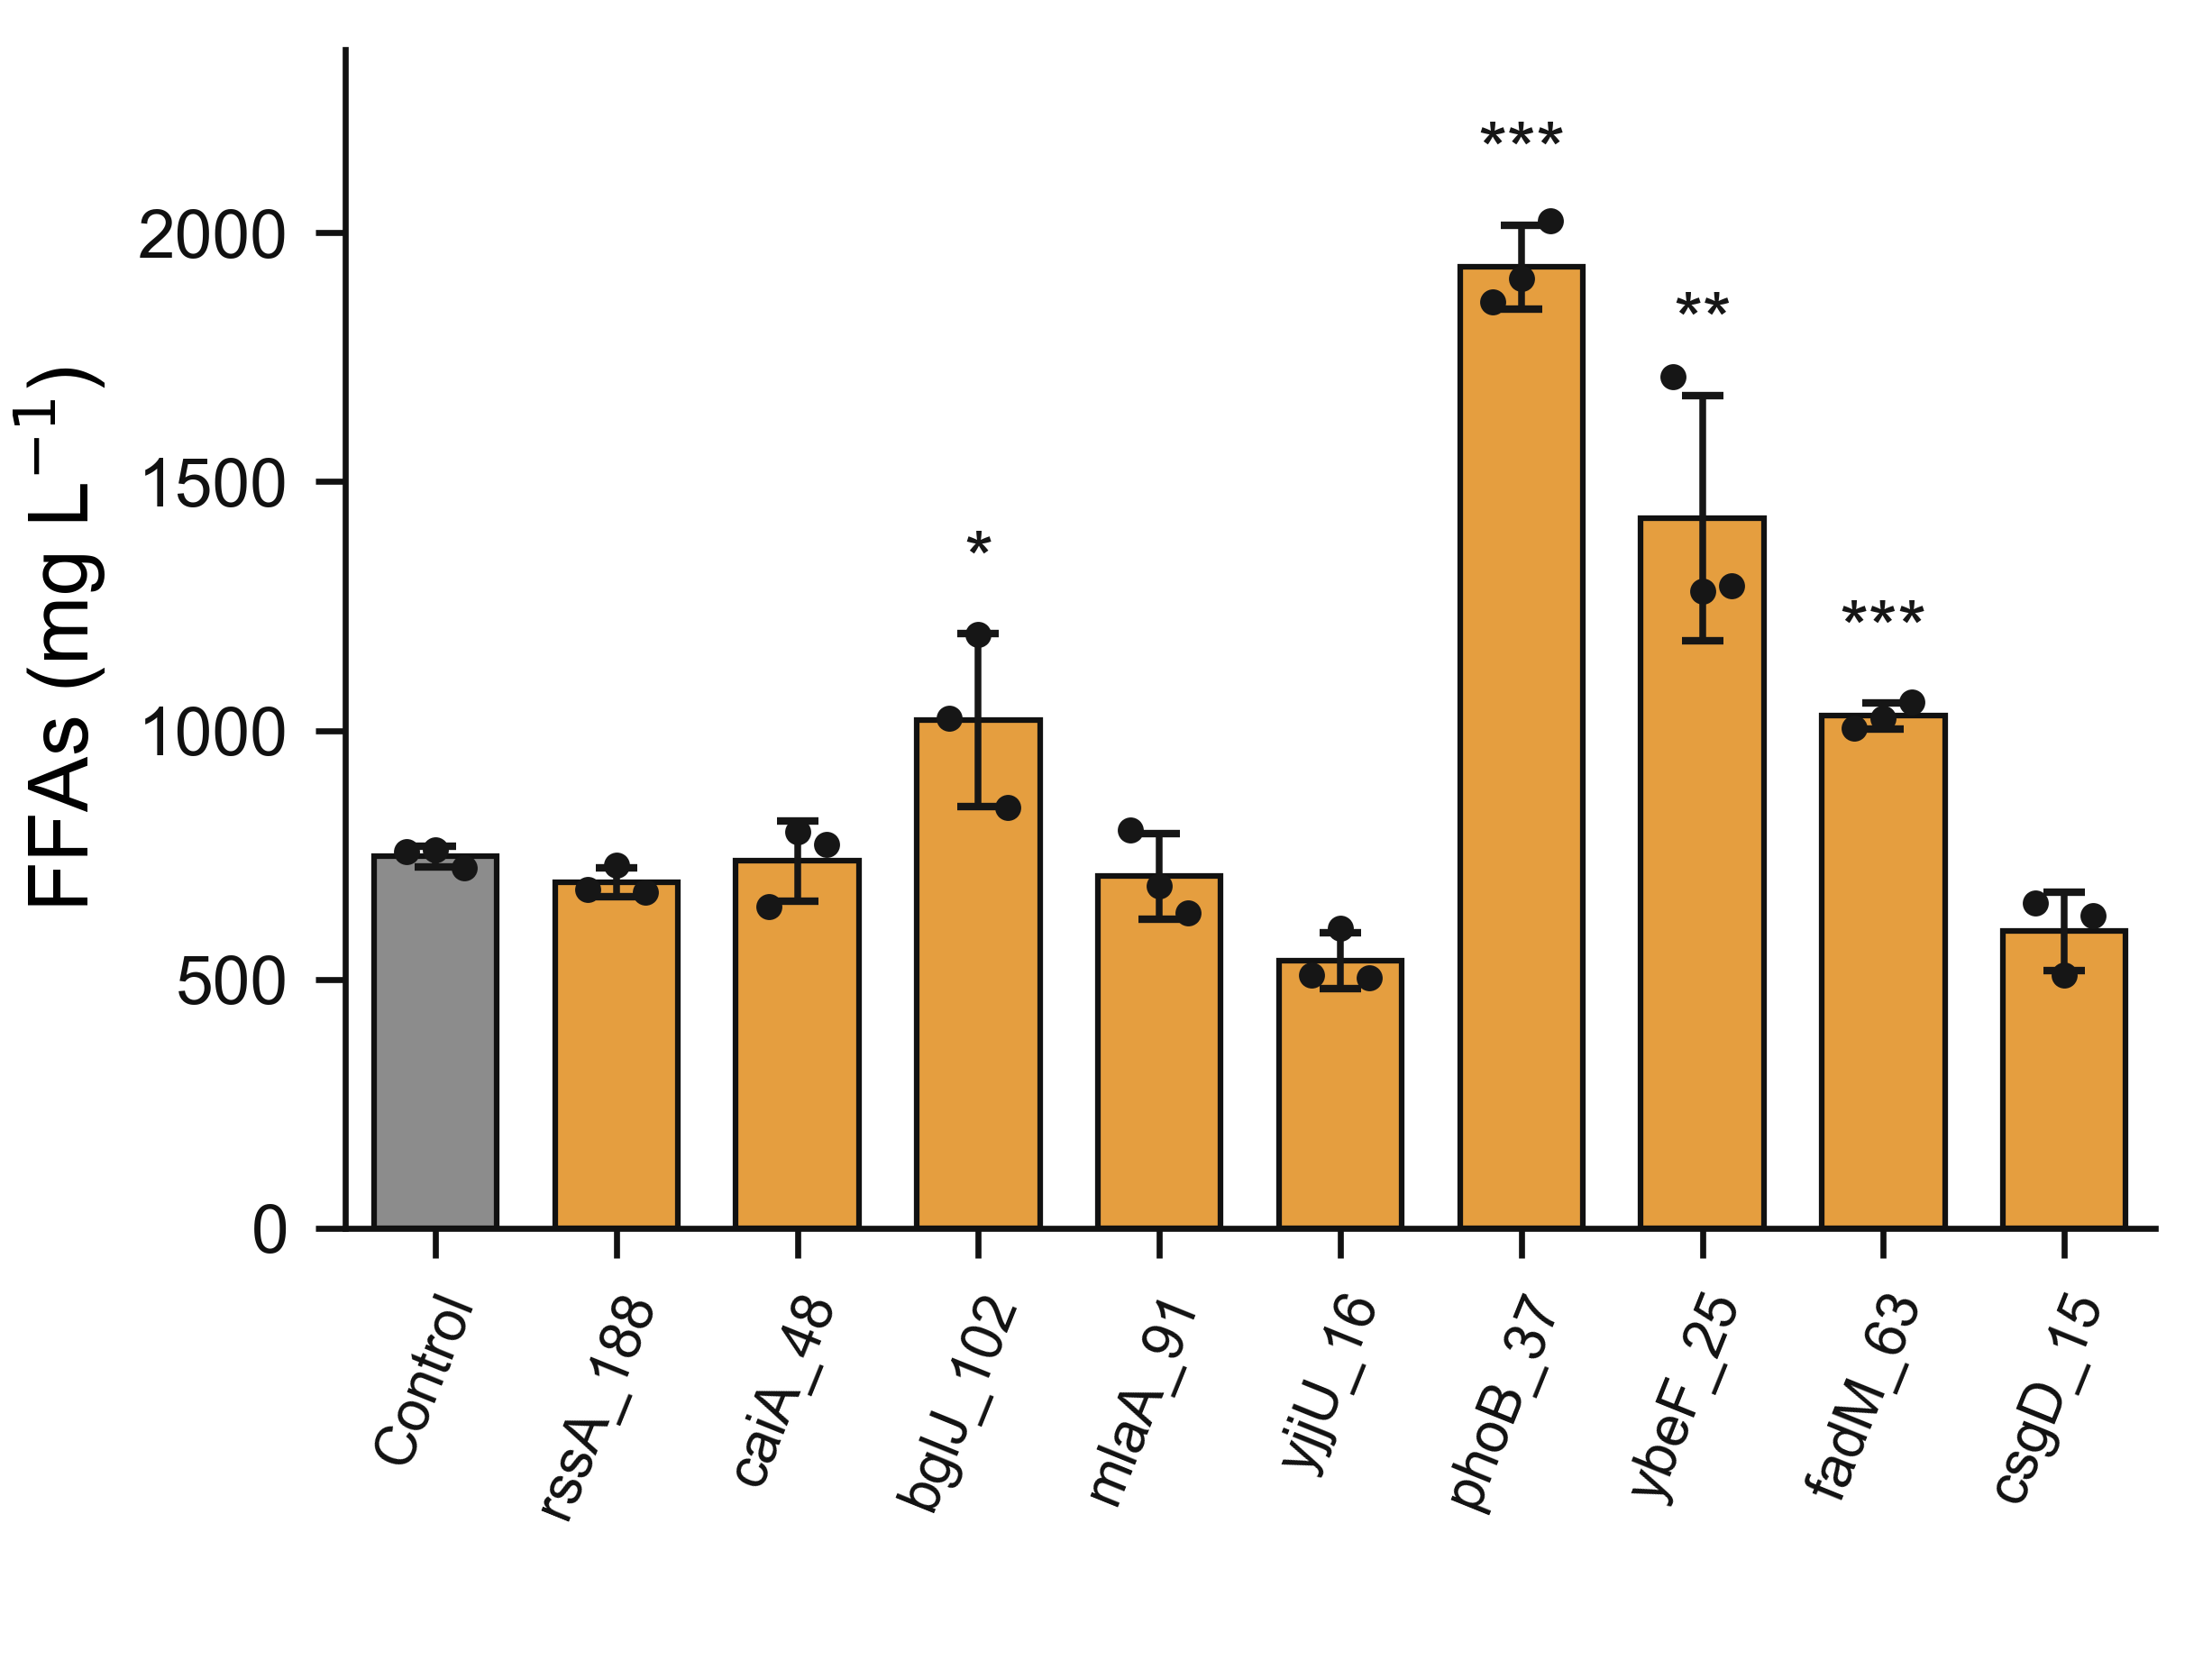 FFAs (mg L⁻¹)
2000
1500
1000
500
0
***
**
*
***
Control
rssA_188
caiA_48
bglJ_102
mlaA_91
yjjU_16
phoB_37
ybeF_25
fadM_63
csgD_15